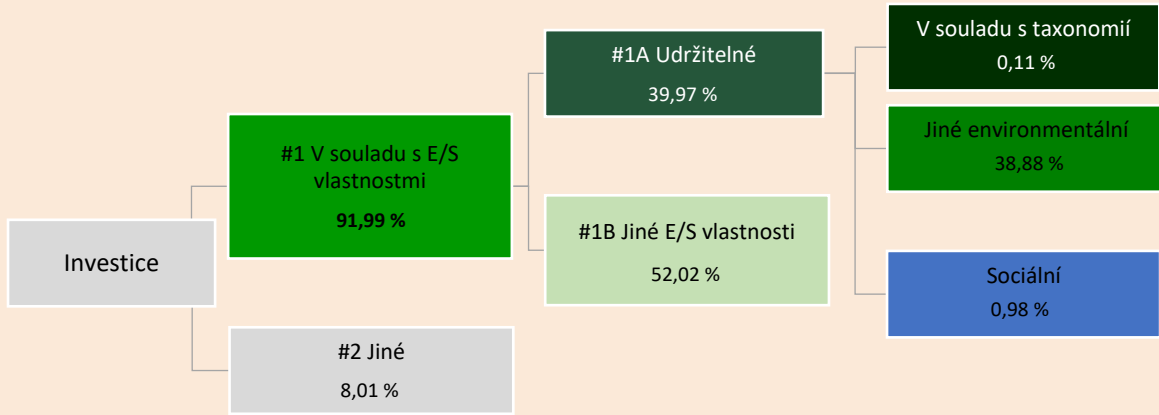 Investice
#1 V souladu s E/S
vlastnostmi
91,99 %
#2 Jiné
8,01 %
#1A Udržitelné
39,97 %
#1B Jiné E/S vlastnosti
52,02 %
V souladu s taxonomií
0,11 %
Jiné environmentální
38,88 %
Sociální
0,98 %